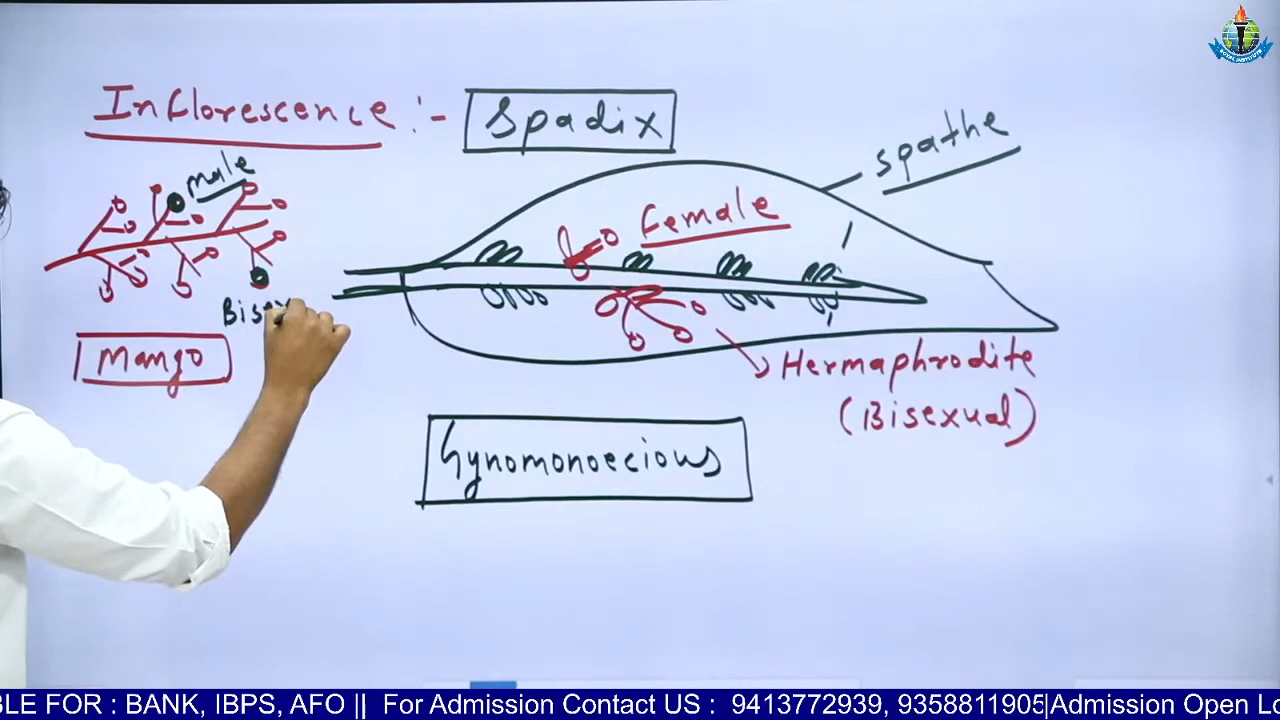 Inflorescence :- Spadix
spathe
male
Female
Mango
Hermaphrodite
(Bisexual)
Gynomonoecious
BLE FOR : BANK, IBPS, AFO || For Admission Contact US : 9413772939, 9358811905|Admission Open Lo